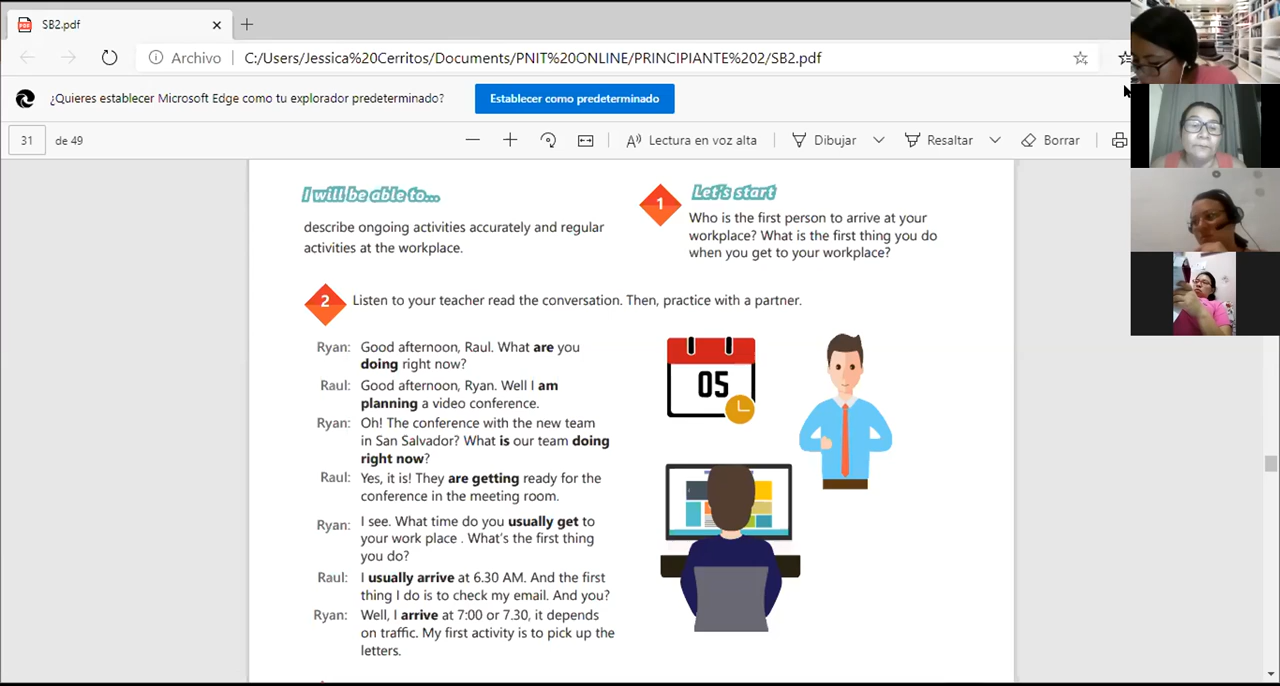 SB2.pdf
Archivo C:/Users/Jessica%20Cerritos/Documents/PNIT%20ONLINE/PRINCIPIANTE%202/SB2.pdf
¿Quieres establecer Microsoft Edge como tu explorador predeterminado? Establecer como predeterminado
31 de 49 Lectura en voz alta Dibujar Resaltar Borrar
I will be able to...
describe ongoing activities accurately and regular
activities at the workplace.
1 Let's start
Who is the first person to arrive at your
workplace? What is the first thing you do
when you get to your workplace?
2 Listen to your teacher read the conversation. Then, practice with a partner.
Ryan: Good afternoon, Raul. What are you
doing right now?
Raul: Good afternoon, Ryan. Well I am
planning a video conference.
Ryan: Oh! The conference with the new team
in San Salvador? What is our team doing
right now?
Raul: Yes, it is! They are getting ready for the
conference in the meeting room.
Ryan: I see. What time do you usually get to
your work place . What's the first thing
you do?
Raul: I usually arrive at 6.30 AM. And the first
thing I do is to check my email. And you?
Ryan: Well, I arrive at 7:00 or 7.30, it depends
on traffic. My first activity is to pick up the
letters.
05